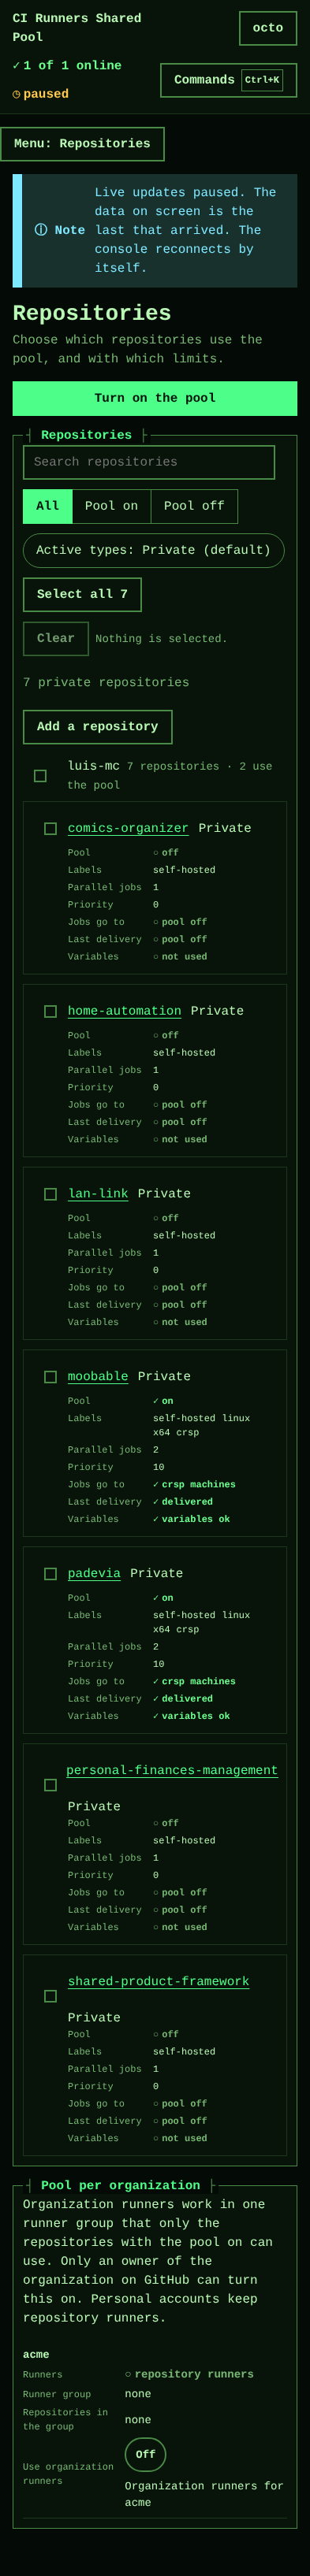 CI Runners Shared
Pool
octo
✓ 1 of 1 online
◷ paused
Commands Ctrl+K
Menu: Repositories
ⓘ Note
Live updates paused. The
data on screen is the
last that arrived. The
console reconnects by
itself.
Repositories
Choose which repositories use the
pool, and with which limits.
Turn on the pool
Repositories
Search repositories
All Pool on Pool off
Active types: Private (default)
Select all 7
Clear Nothing is selected.
7 private repositories
Add a repository
luis-mc 7 repositories · 2 use
the pool
comics-organizer Private
Pool ○ off
Labels self-hosted
Parallel jobs 1
Priority 0
Jobs go to ○ pool off
Last delivery ○ pool off
Variables ○ not used
home-automation Private
Pool ○ off
Labels self-hosted
Parallel jobs 1
Priority 0
Jobs go to ○ pool off
Last delivery ○ pool off
Variables ○ not used
lan-link Private
Pool ○ off
Labels self-hosted
Parallel jobs 1
Priority 0
Jobs go to ○ pool off
Last delivery ○ pool off
Variables ○ not used
moobable Private
Pool ✓ on
Labels self-hosted linux
x64 crsp
Parallel jobs 2
Priority 10
Jobs go to ✓ crsp machines
Last delivery ✓ delivered
Variables ✓ variables ok
padevia Private
Pool ✓ on
Labels self-hosted linux
x64 crsp
Parallel jobs 2
Priority 10
Jobs go to ✓ crsp machines
Last delivery ✓ delivered
Variables ✓ variables ok
personal-finances-management
Private
Pool ○ off
Labels self-hosted
Parallel jobs 1
Priority 0
Jobs go to ○ pool off
Last delivery ○ pool off
Variables ○ not used
shared-product-framework
Private
Pool ○ off
Labels self-hosted
Parallel jobs 1
Priority 0
Jobs go to ○ pool off
Last delivery ○ pool off
Variables ○ not used
Pool per organization
Organization runners work in one
runner group that only the
repositories with the pool on can
use. Only an owner of the
organization on GitHub can turn
this on. Personal accounts keep
repository runners.
acme
Runners ○ repository runners
Runner group none
Repositories in
the group
none
Use organization
runners
Off
Organization runners for
acme